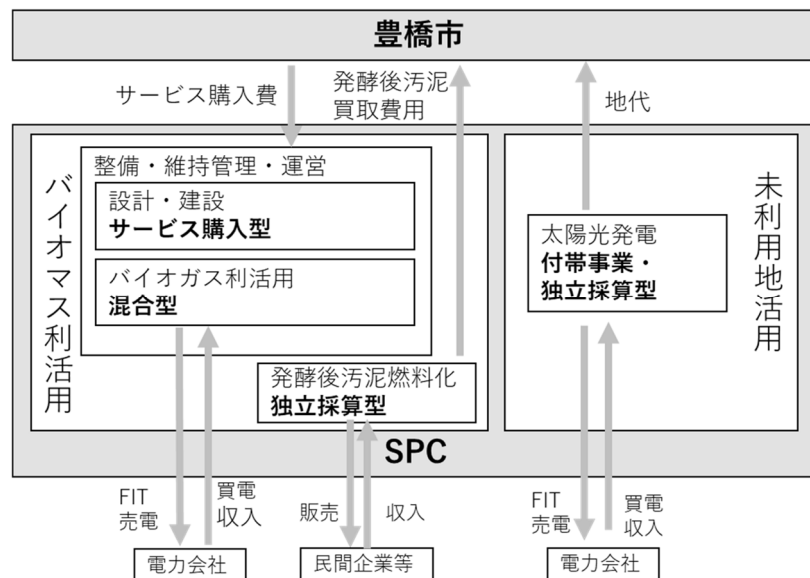 豊橋市
サービス購入費
発酵後汚泥
買取費用
地代
バイオマス利活用
整備・維持管理・運営
設計・建設
サービス購入型
バイオガス利活用
混合型
発酵後汚泥燃料化
独立採算型
未利用地活用
太陽光発電
付帯事業・
独立採算型
SPC
FIT
売電
買電
収入
販売
収入
FIT
売電
買電
収入
電力会社
民間企業等
電力会社